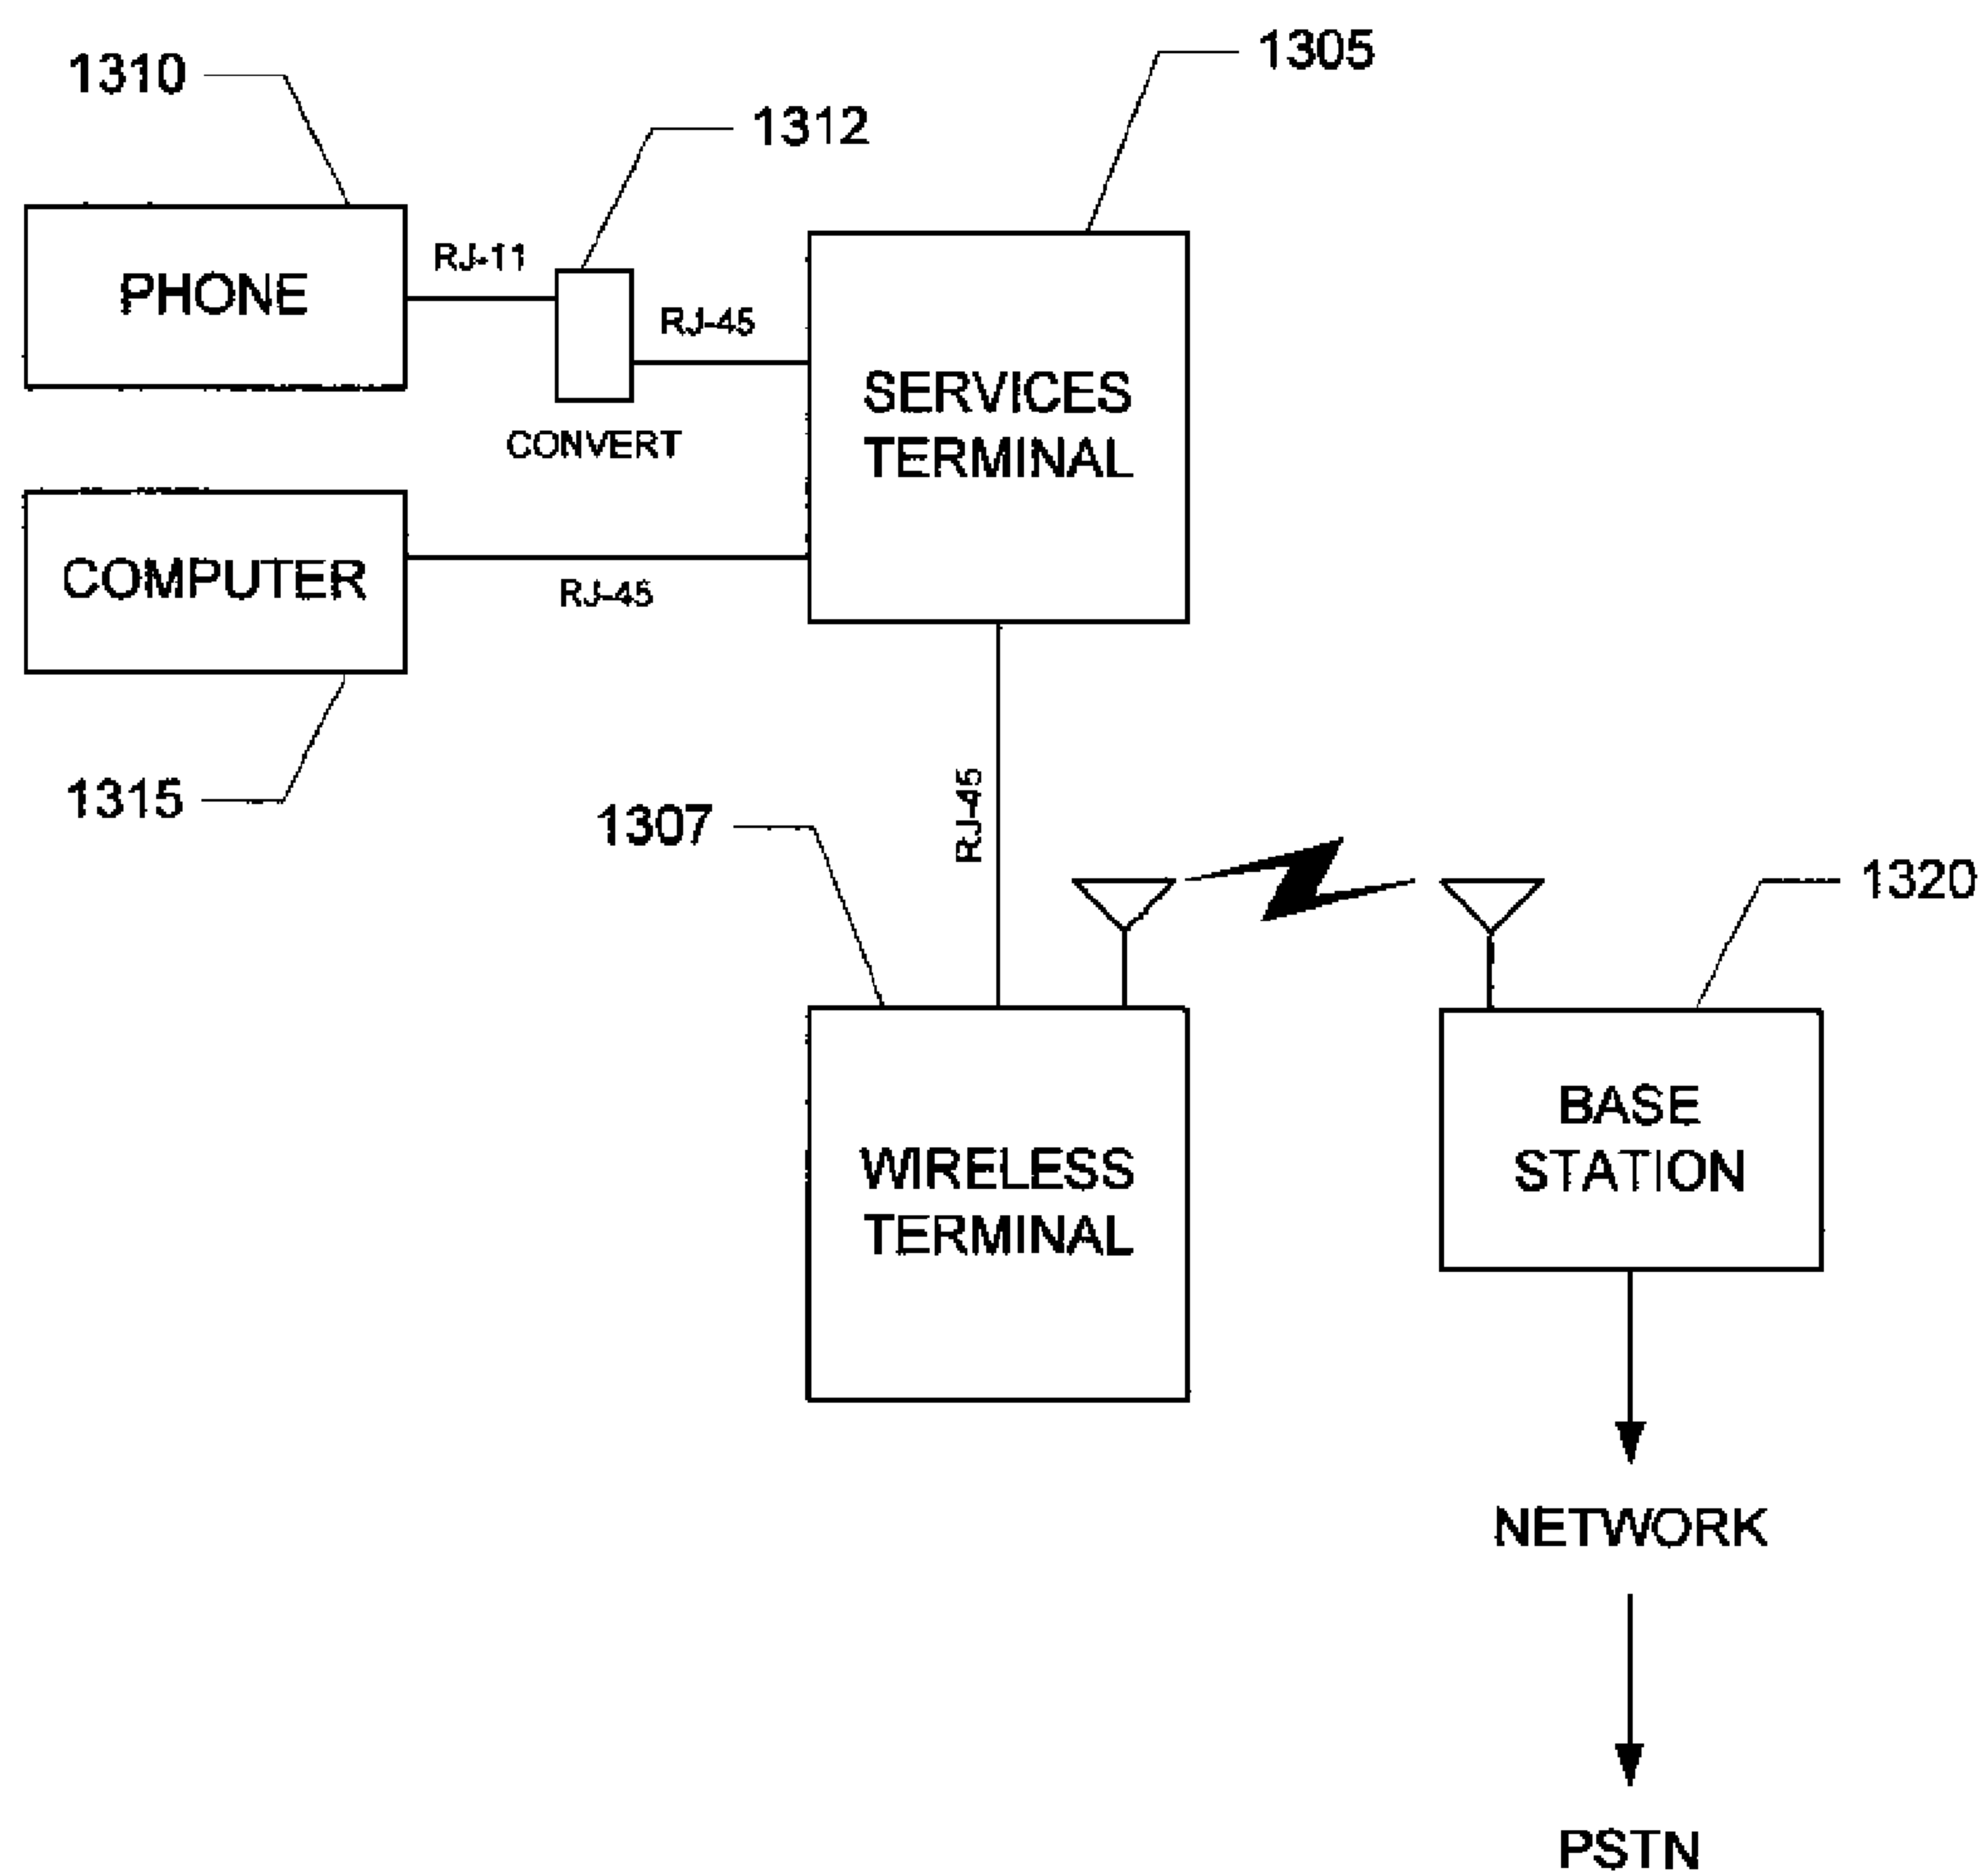 1310
1312
1305
PHONE
RJ-11
RJ-45
CONVERT
SERVICES
TERMINAL
COMPUTER
RJ-45
1315
1307
RJ-45
1320
WIRELESS
TERMINAL
BASE
STATION
NETWORK
PSTN